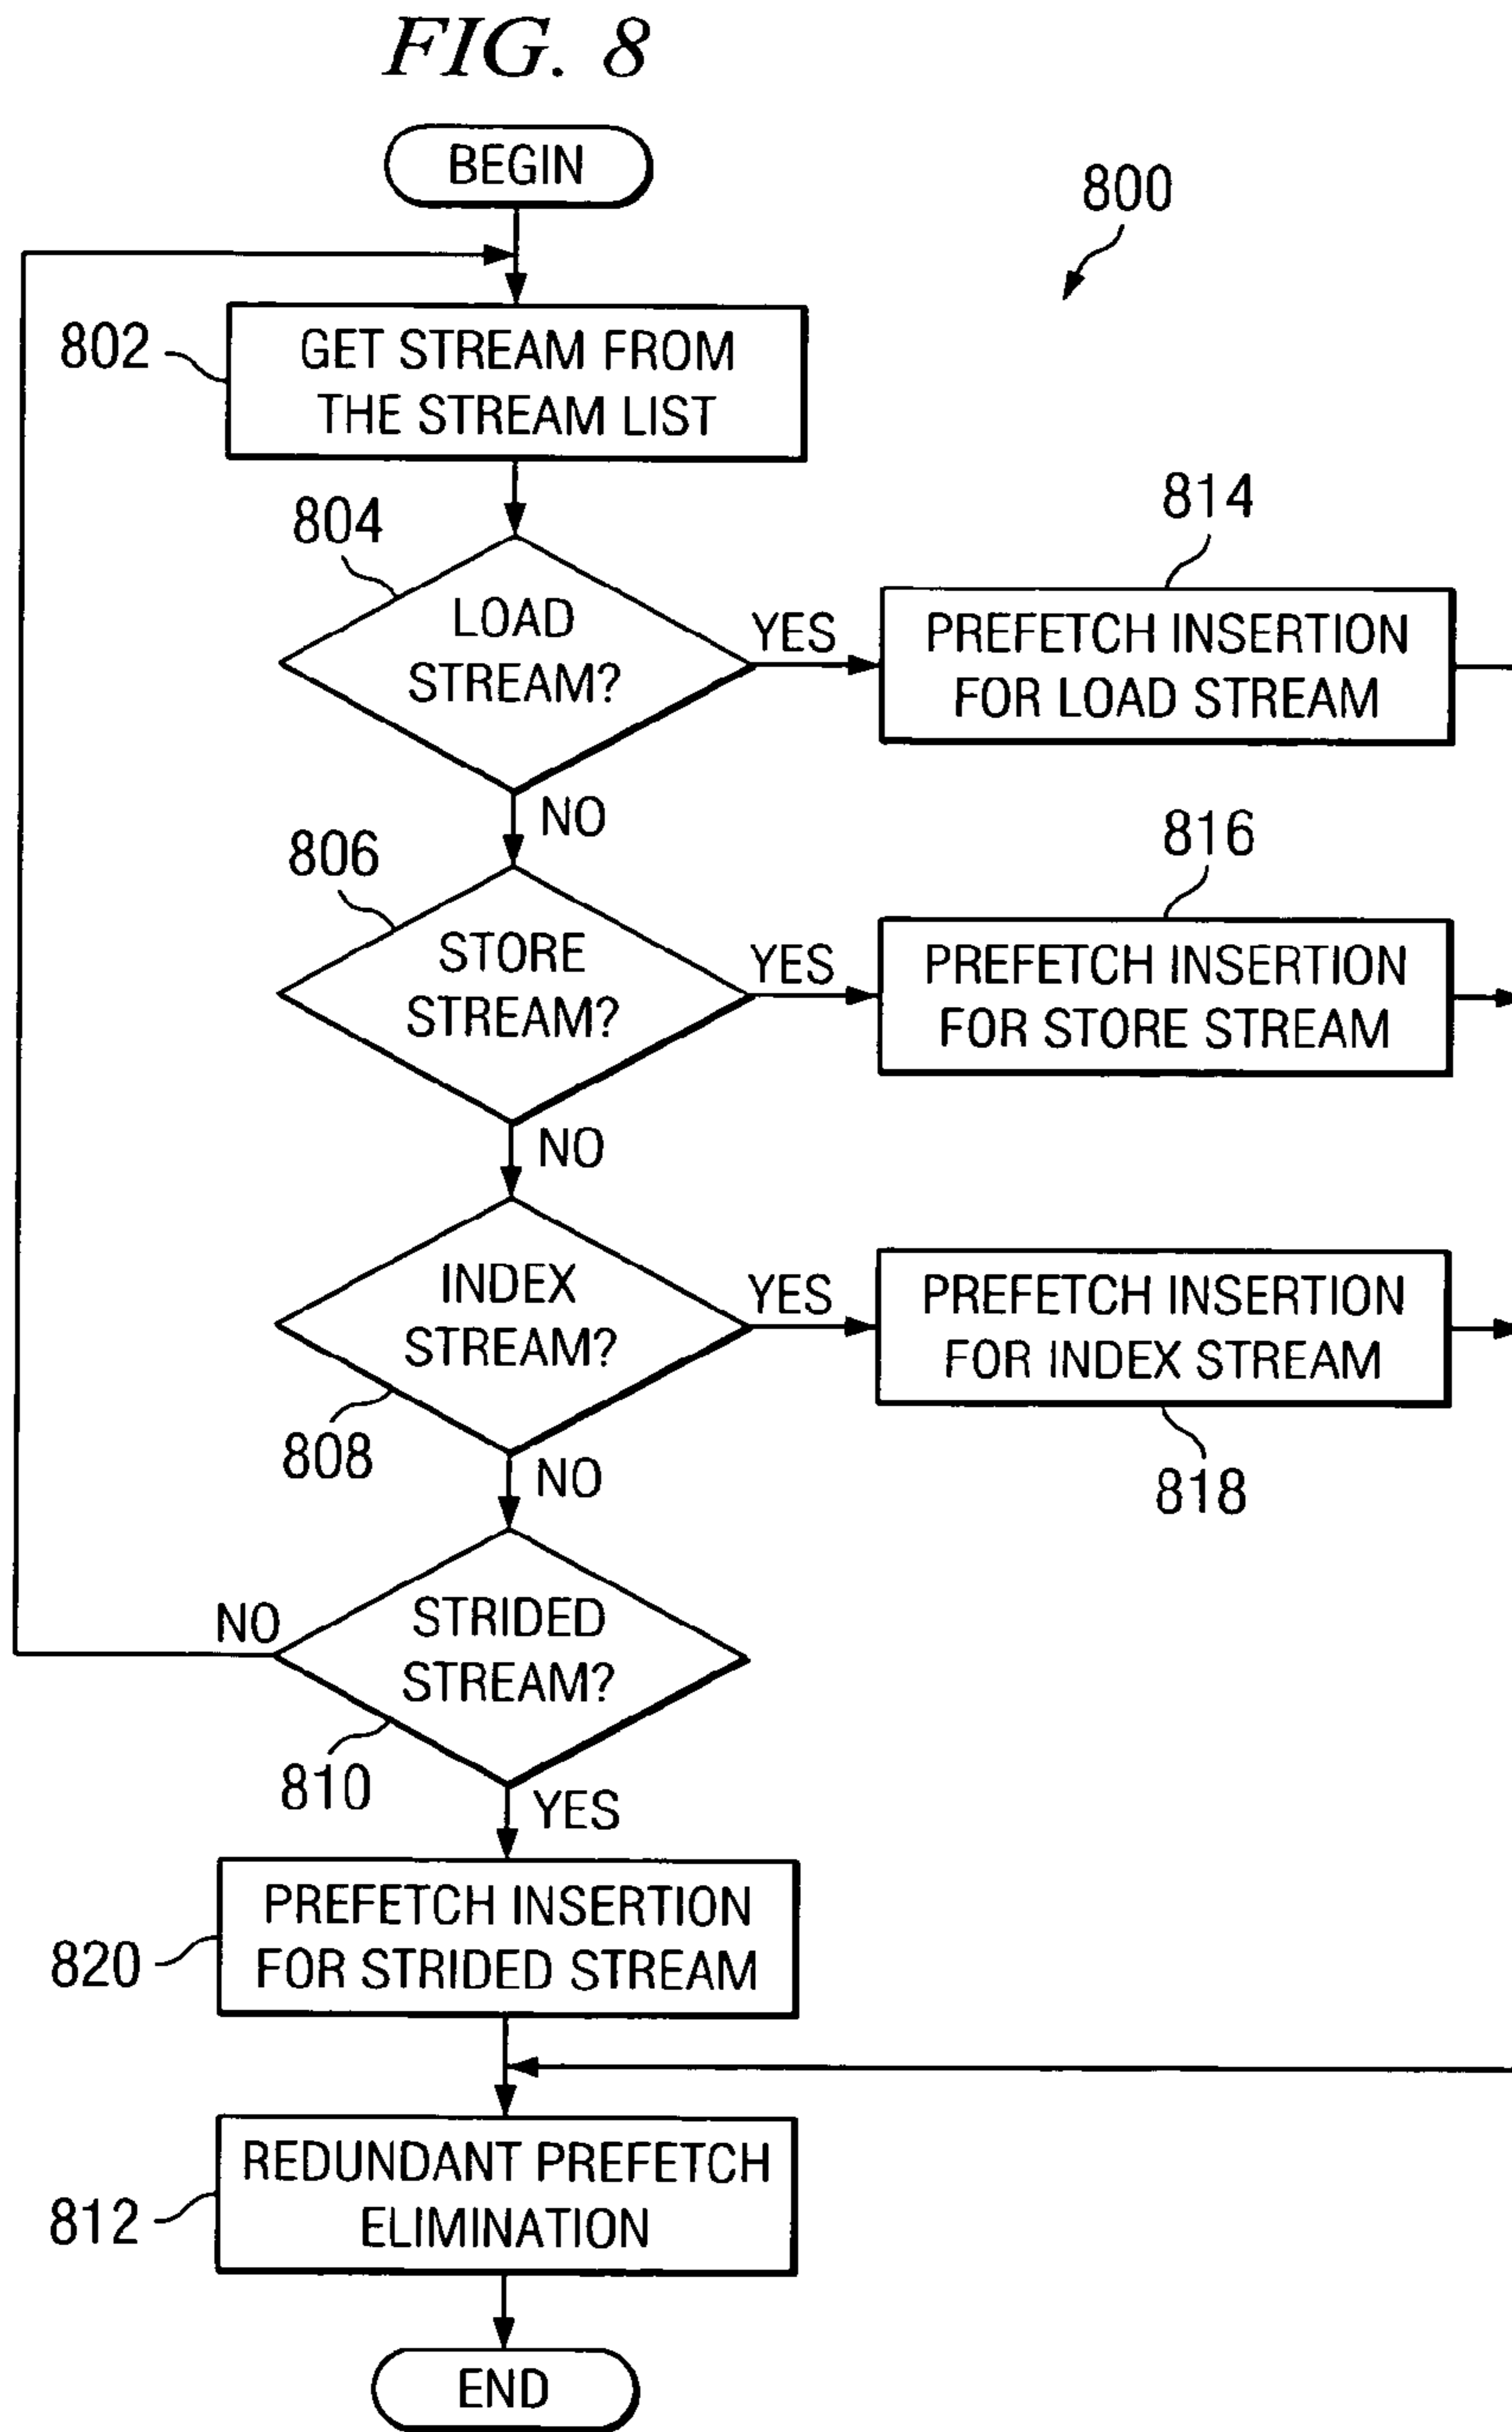 FIG. 8
BEGIN
800
802
GET STREAM FROM
THE STREAM LIST
804
LOAD
STREAM?
YES
814
PREFETCH INSERTION
FOR LOAD STREAM
NO
806
STORE
STREAM?
YES
816
PREFETCH INSERTION
FOR STORE STREAM
NO
INDEX
STREAM?
YES
PREFETCH INSERTION
FOR INDEX STREAM
808
818
NO
NO
STRIDED
STREAM?
810
YES
820
PREFETCH INSERTION
FOR STRIDED STREAM
812
REDUNDANT PREFETCH
ELIMINATION
END